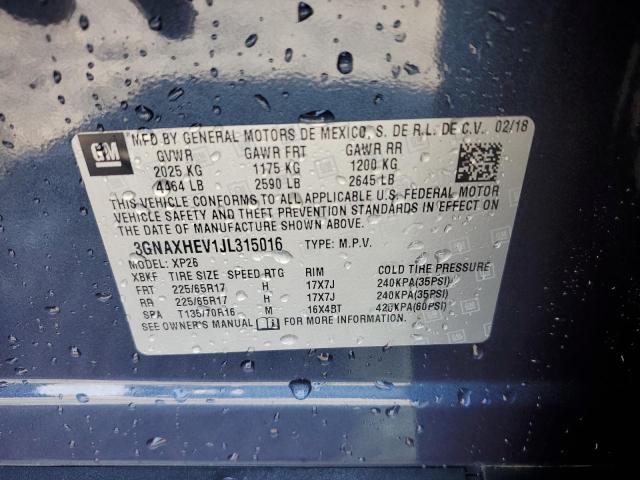 GM MFD BY GENERAL MOTORS DE MEXICO, S. DE R.L. DE C.V. 02/18
GVWR GAWR FRT GAWR RR
2025 KG 1175 KG 1200 KG
4464 LB 2590 LB 2645 LB
THIS VEHICLE CONFORMS TO ALL APPLICABLE U.S. FEDERAL MOTOR
VEHICLE SAFETY AND THEFT PREVENTION STANDARDS IN EFFECT ON
THE DATE OF MANUFACTURE SHOWN ABOVE.
3GNAXHEV1JL315016 TYPE: M.P.V.
MODEL: XP26
XBKF TIRE SIZE SPEED RTG RIM COLD TIRE PRESSURE
FRT 225/65R17 H 17X7J 240KPA(35PSI)
RR 225/65R17 H 17X7J 240KPA(35PSI)
SPA T135/70R16 M 16X4BT 420KPA(60PSI)
SEE OWNER'S MANUAL FOR MORE INFORMATION.